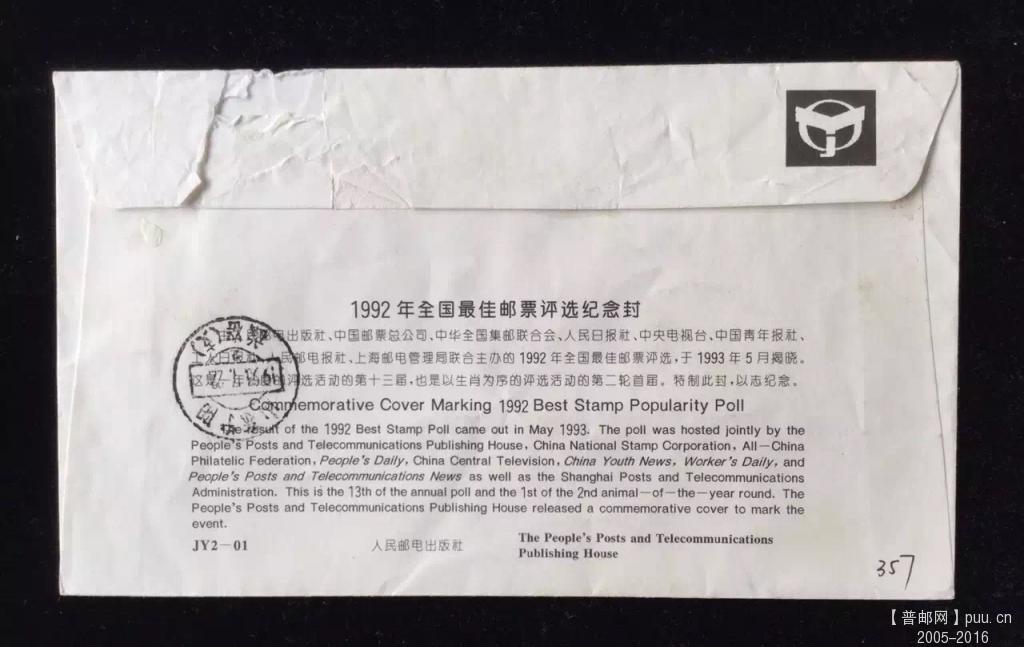 1992年全国最佳邮票评选纪念封
电出版社、中国邮票总公司、中华全国集邮联合会、人民日报社、中央电视台、中国青年报社、
工人日报社、人民邮电报社、上海邮电管理局联合主办的1992年全国最佳邮票评选，于1993年5月揭晓。
这是一年 评选活动的第十三届，也是以生肖为序的评选活动的第二轮首届。特制此封，以志纪念。
Commemorative Cover Marking 1992 Best Stamp Popularity Poll
The result of the 1992 Best Stamp Poll came out in May 1993. The poll was hosted jointly by the
People's Posts and Telecommunications Publishing House, China National Stamp Corporation, All—China
Philatelic Federation, People's Daily, China Central Television, China Youth News, Worker's Daily, and
People's Posts and Telecommunications News as well as the Shanghai Posts and Telecommunications
Administration. This is the 13th of the annual poll and the 1st of the 2nd animal—of—the—year round. The
People's Posts and Telecommunications Publishing House released a commemorative cover to mark the
event.
JY2—01
人民邮电出版社
The People's Posts and Telecommunications
Publishing House
357
【普邮网】puu.cn
2005-2016